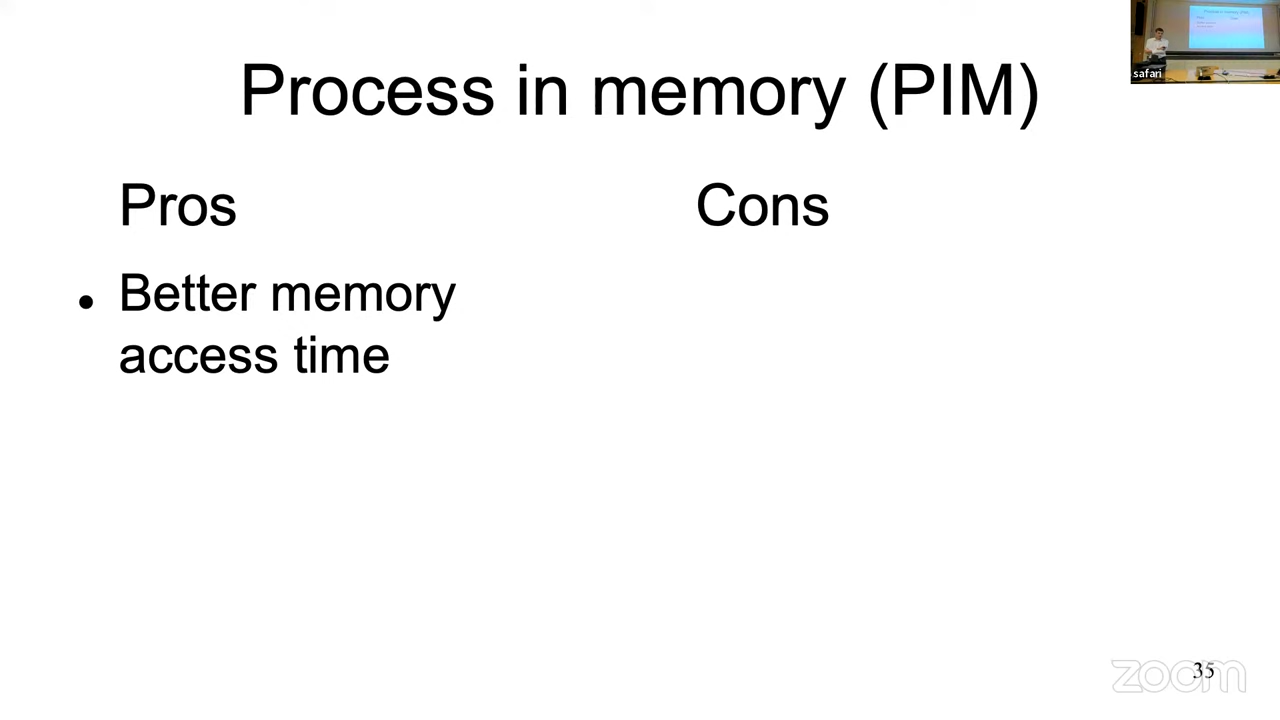 Process in memory (PIM)
safari
Pros
Cons
• Better memory
access time
35
zoom